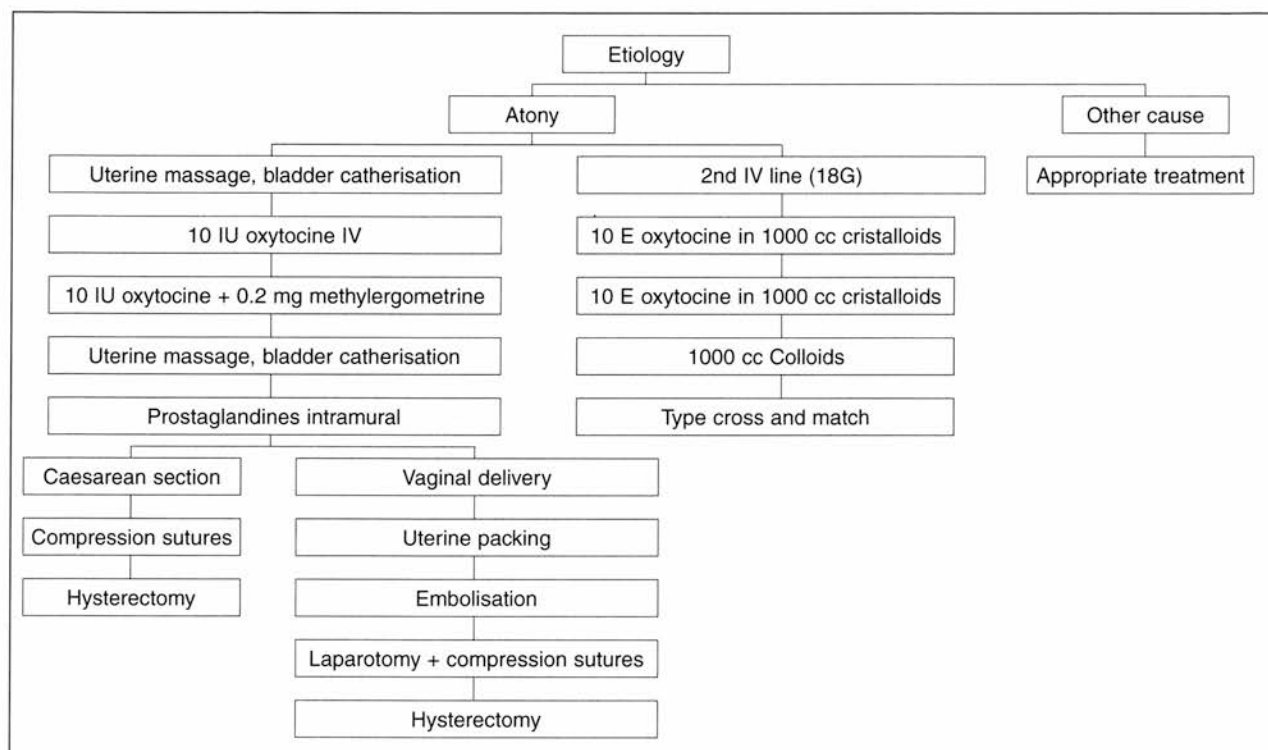 Etiology
Atony
Other cause
Uterine massage, bladder catherisation
2nd IV line (18G)
Appropriate treatment
10 IU oxytocine IV
10 E oxytocine in 1000 cc cristalloids
10 IU oxytocine + 0.2 mg methylergometrine
10 E oxytocine in 1000 cc cristalloids
Uterine massage, bladder catherisation
1000 cc Colloids
Prostaglandines intramural
Type cross and match
Caesarean section
Vaginal delivery
Compression sutures
Uterine packing
Hysterectomy
Embolisation
Laparotomy + compression sutures
Hysterectomy